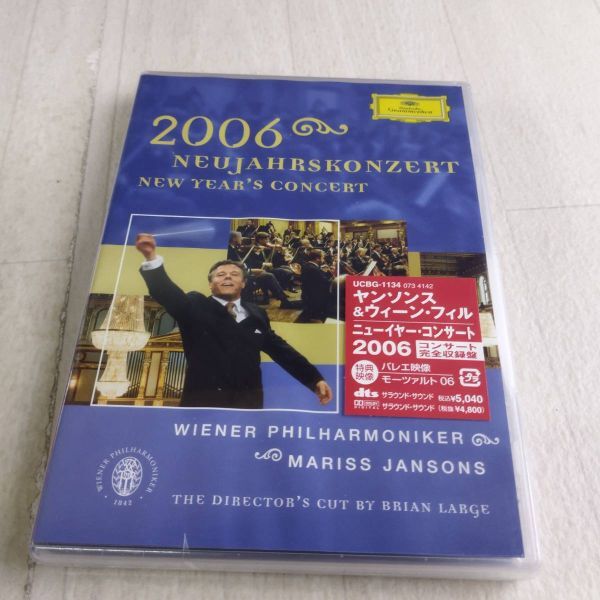 Deutsche
Grammophon
2006
NEUJAHRSKONZERT
NEW YEAR'S CONCERT
UCBG-1134 073 4142
ヤンソンス
&ウィーン・フィル
ニューイヤー・コンサート
2006 コンサート完全収録盤
特典映像 バレエ映像
モーツァルト 06
dts サラウンド・サウンド 税込¥5,040
DIGITAL サラウンド・サウンド (税抜¥4,800)
WIENER PHILHARMONIKER
MARISS JANSONS
WIENER PHILHARMONIKER
1842
THE DIRECTOR'S CUT BY BRIAN LARGE